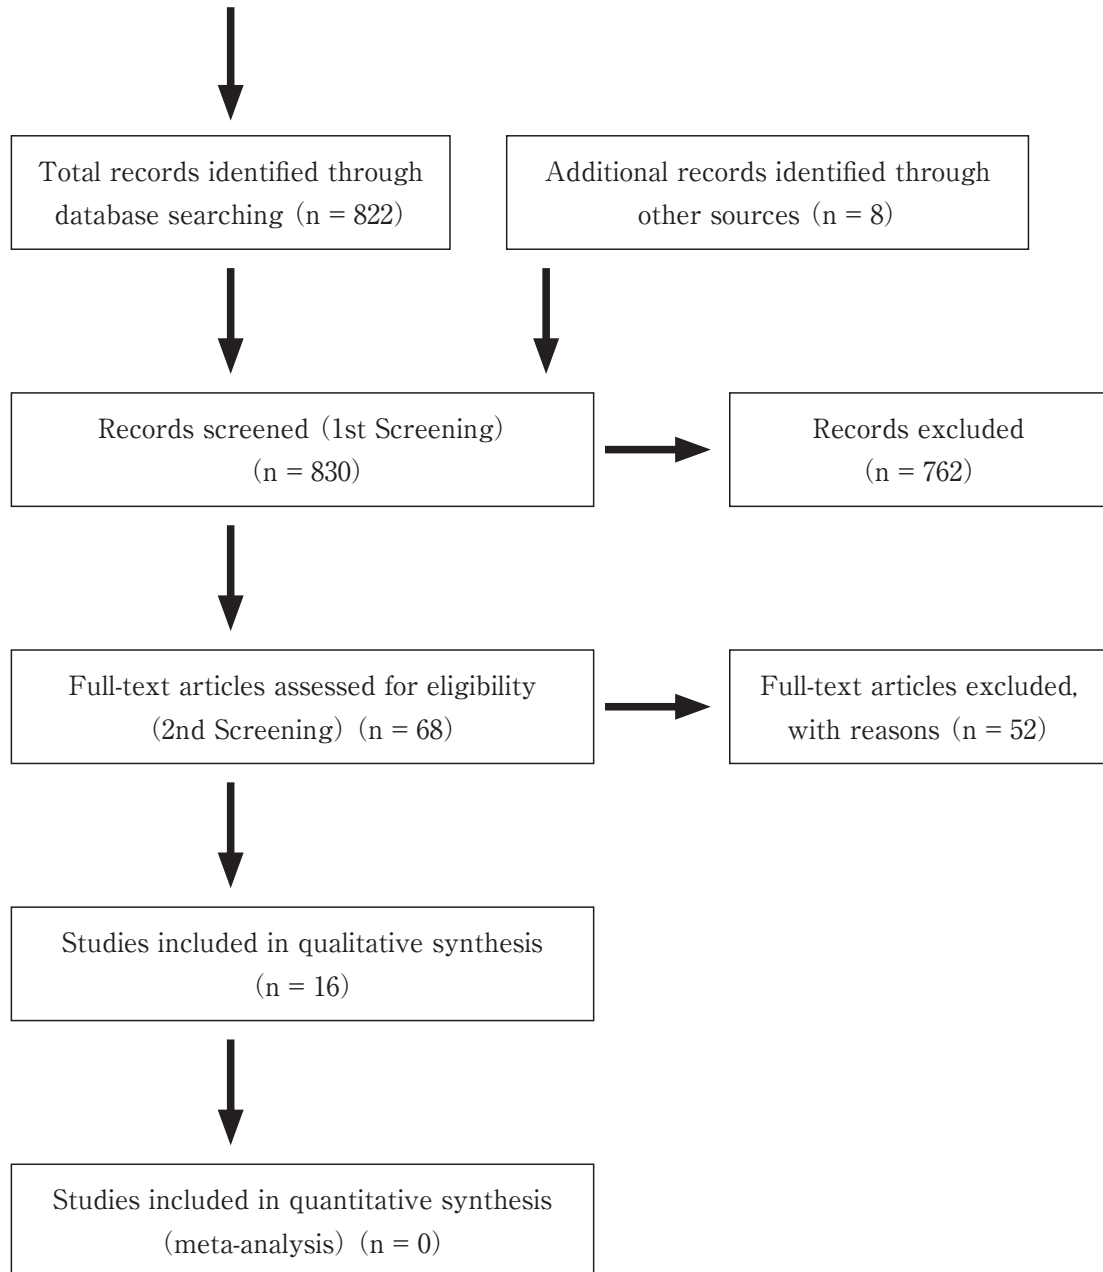 Total records identified through
database searching (n = 822)
Additional records identified through
other sources (n = 8)
Records screened (1st Screening)
(n = 830)
Records excluded
(n = 762)
Full-text articles assessed for eligibility
(2nd Screening) (n = 68)
Full-text articles excluded,
with reasons (n = 52)
Studies included in qualitative synthesis
(n = 16)
Studies included in quantitative synthesis
(meta-analysis) (n = 0)